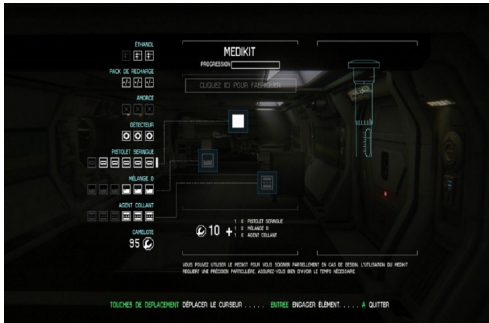 ÉTHANOL
PACK DE RECHARGE
AMORCE
DÉTECTEUR
PISTOLET SERINGUE
MÉLANGE B
AGENT COLLANT
CAMELOTE
95
MEDIKIT
PROGRESSION
CLIQUEZ ICI POUR FABRIQUER
10 +
1 X PISTOLET SERINGUE
1 X MÉLANGE B
1 X AGENT COLLANT
VOUS POUVEZ UTILISER LE MEDIKIT POUR VOUS SOIGNER PARTIELLEMENT EN CAS DE BESOIN. L'UTILISATION DU MEDIKIT
REQUIERT UNE PRÉCISION PARTICULIÈRE. ASSUREZ-VOUS BIEN D'AVOIR LE TEMPS NÉCESSAIRE
TOUCHES DE DEPLACEMENT DÉPLACER LE CURSEUR ..... ENTREE ENGAGER ÉLÉMENT ..... A QUITTER